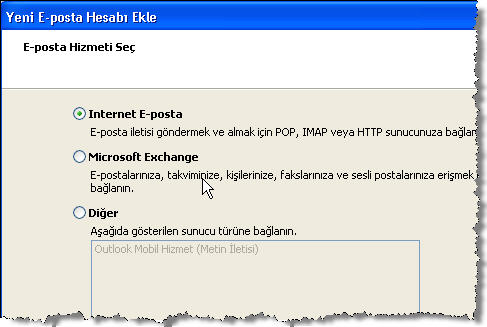 Yeni E-posta Hesabı Ekle
E-posta Hizmeti Seç
Internet E-posta
E-posta iletisi göndermek ve almak için POP, IMAP veya HTTP sunucunuza bağlan
Microsoft Exchange
E-postalarınıza, takviminize, kişilerinize, fakslarınıza ve sesli postalarınıza erişmek
bağlanın.
Diğer
Aşağıda gösterilen sunucu türüne bağlanın.
Outlook Mobil Hizmet (Metin İletisi)